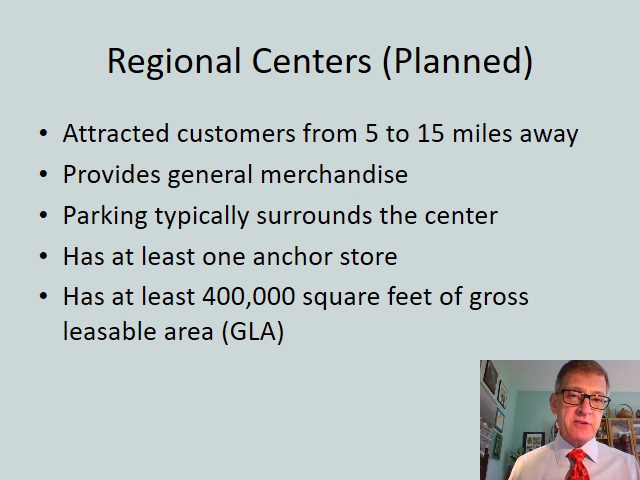 Regional Centers (Planned)
• Attracted customers from 5 to 15 miles away
• Provides general merchandise
• Parking typically surrounds the center
• Has at least one anchor store
• Has at least 400,000 square feet of gross
leasable area (GLA)